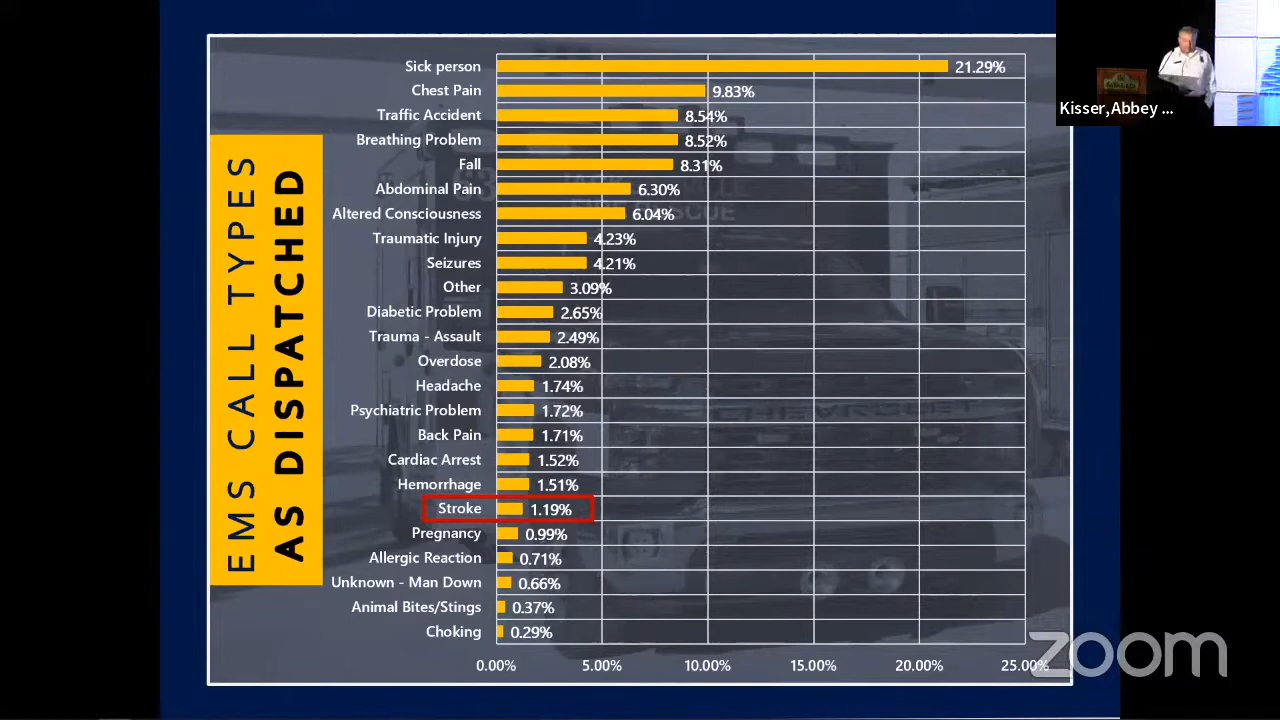 EMS CALL TYPES
AS DISPATCHED
Sick person 21.29%
Chest Pain 9.83%
Traffic Accident 8.54%
Breathing Problem 8.52%
Fall 8.31%
Abdominal Pain 6.30%
Altered Consciousness 6.04%
Traumatic Injury 4.23%
Seizures 4.21%
Other 3.09%
Diabetic Problem 2.65%
Trauma - Assault 2.49%
Overdose 2.08%
Headache 1.74%
Psychiatric Problem 1.72%
Back Pain 1.71%
Cardiac Arrest 1.52%
Hemorrhage 1.51%
Stroke 1.19%
Pregnancy 0.99%
Allergic Reaction 0.71%
Unknown - Man Down 0.66%
Animal Bites/Stings 0.37%
Choking 0.29%
0.00% 5.00% 10.00% 15.00% 20.00% 25.00%
Kisser,Abbey ...
CHEVROLET
zoom